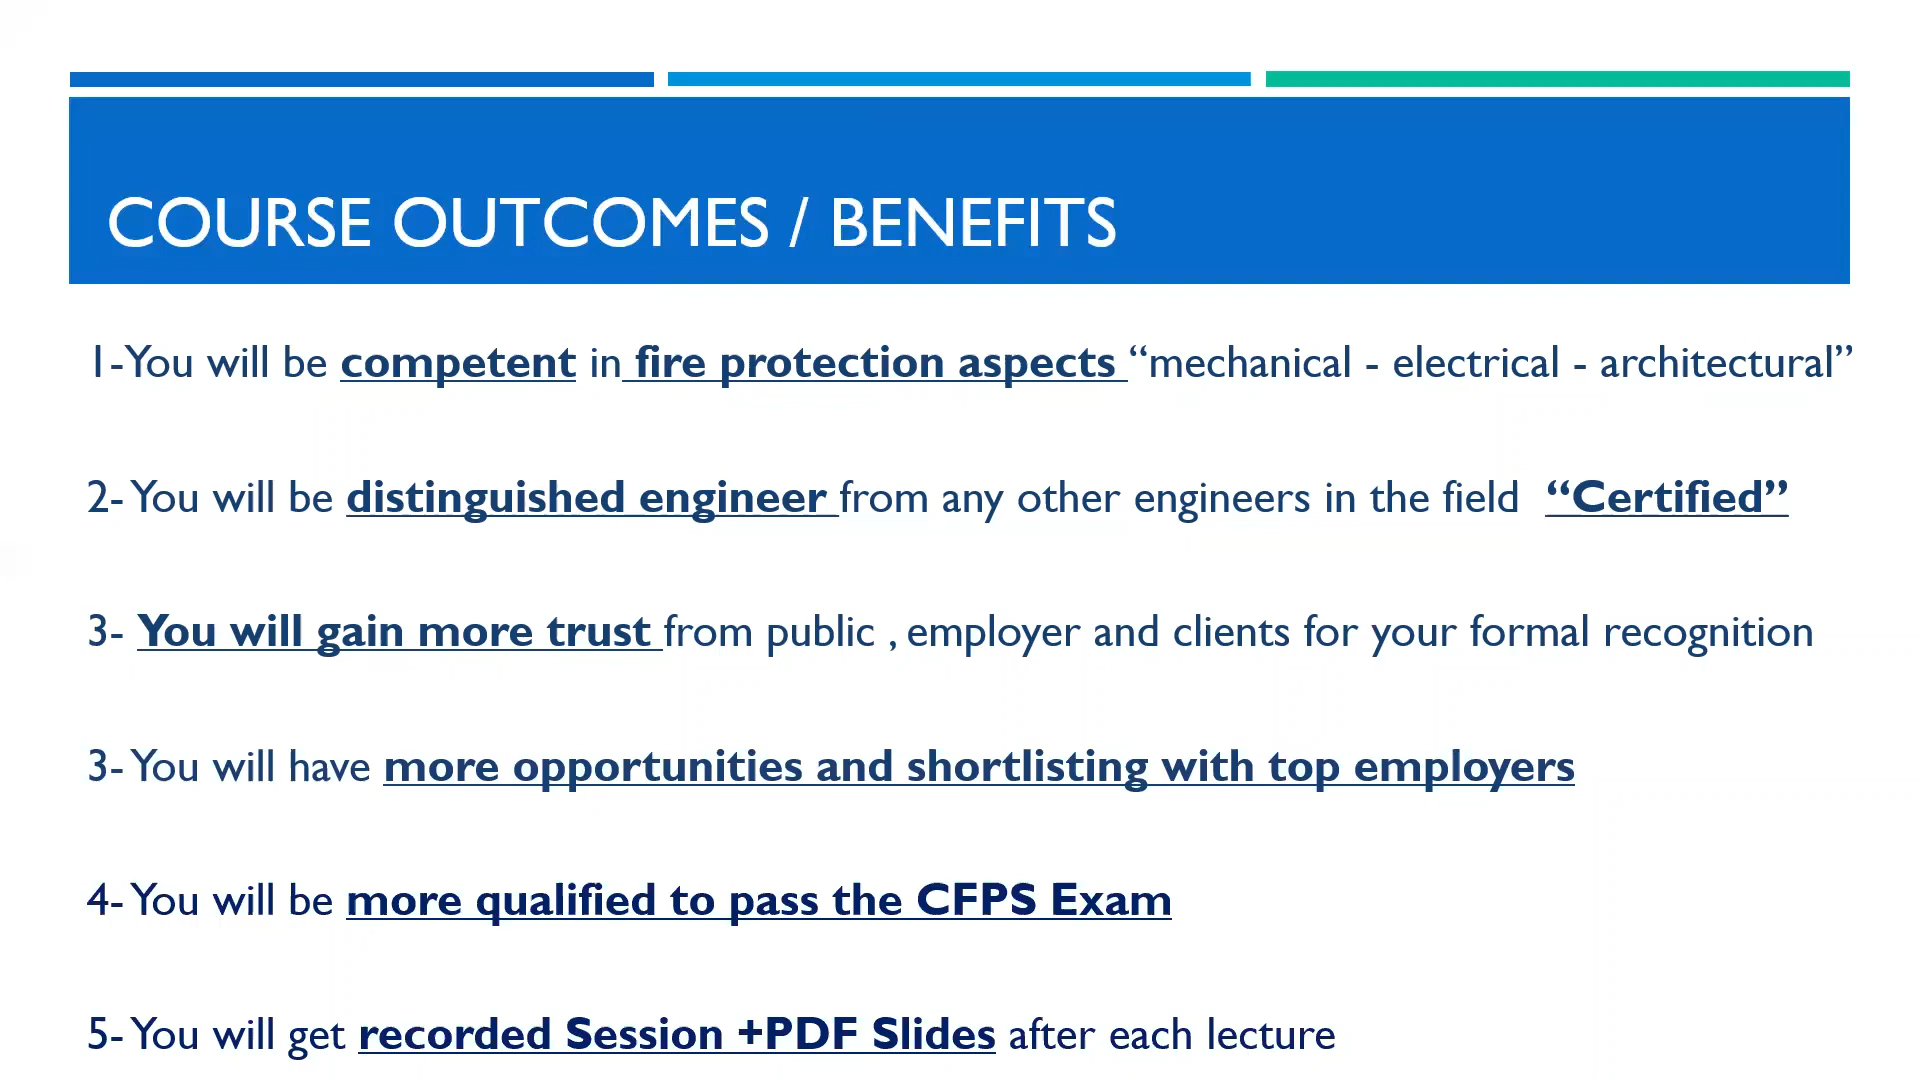 COURSE OUTCOMES / BENEFITS
1-You will be competent in fire protection aspects “mechanical - electrical - architectural”
2- You will be distinguished engineer from any other engineers in the field “Certified”
3- You will gain more trust from public , employer and clients for your formal recognition
3- You will have more opportunities and shortlisting with top employers
4- You will be more qualified to pass the CFPS Exam
5- You will get recorded Session +PDF Slides after each lecture